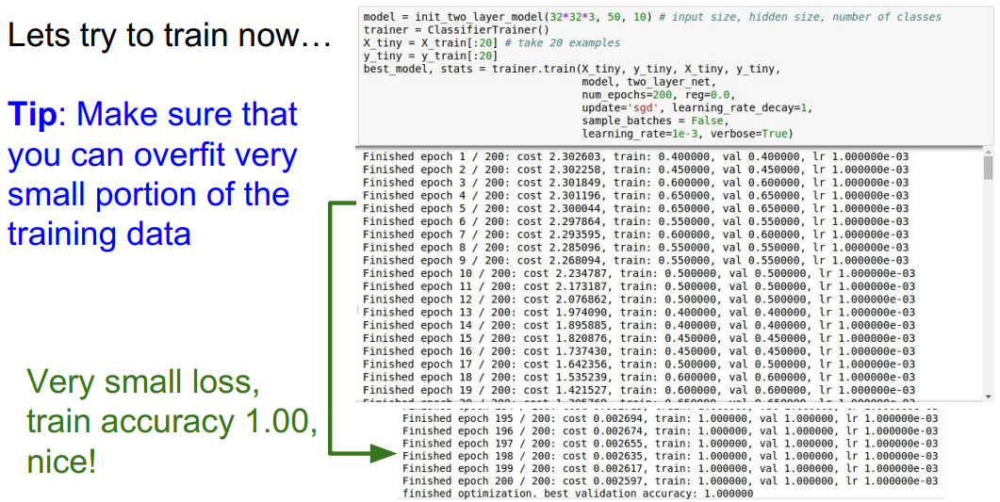 Lets try to train now…
Tip: Make sure that
you can overfit very
small portion of the
training data
Very small loss,
train accuracy 1.00,
nice!
model = init_two_layer_model(32*32*3, 50, 10) # input size, hidden size, number of classes
trainer = ClassifierTrainer()
X_tiny = X_train[:20] # take 20 examples
y_tiny = y_train[:20]
best_model, stats = trainer.train(X_tiny, y_tiny, X_tiny, y_tiny,
model, two_layer_net,
num_epochs=200, reg=0.0,
update='sgd', learning_rate_decay=1,
sample_batches = False,
learning_rate=1e-3, verbose=True)
Finished epoch 1 / 200: cost 2.302603, train: 0.400000, val 0.400000, lr 1.000000e-03
Finished epoch 2 / 200: cost 2.302258, train: 0.450000, val 0.450000, lr 1.000000e-03
Finished epoch 3 / 200: cost 2.301849, train: 0.600000, val 0.600000, lr 1.000000e-03
Finished epoch 4 / 200: cost 2.301196, train: 0.650000, val 0.650000, lr 1.000000e-03
Finished epoch 5 / 200: cost 2.300044, train: 0.650000, val 0.650000, lr 1.000000e-03
Finished epoch 6 / 200: cost 2.297864, train: 0.550000, val 0.550000, lr 1.000000e-03
Finished epoch 7 / 200: cost 2.293595, train: 0.600000, val 0.600000, lr 1.000000e-03
Finished epoch 8 / 200: cost 2.285096, train: 0.550000, val 0.550000, lr 1.000000e-03
Finished epoch 9 / 200: cost 2.268094, train: 0.550000, val 0.550000, lr 1.000000e-03
Finished epoch 10 / 200: cost 2.234787, train: 0.500000, val 0.500000, lr 1.000000e-03
Finished epoch 11 / 200: cost 2.173187, train: 0.500000, val 0.500000, lr 1.000000e-03
Finished epoch 12 / 200: cost 2.076862, train: 0.500000, val 0.500000, lr 1.000000e-03
Finished epoch 13 / 200: cost 1.974090, train: 0.400000, val 0.400000, lr 1.000000e-03
Finished epoch 14 / 200: cost 1.895885, train: 0.400000, val 0.400000, lr 1.000000e-03
Finished epoch 15 / 200: cost 1.820876, train: 0.450000, val 0.450000, lr 1.000000e-03
Finished epoch 16 / 200: cost 1.737430, train: 0.450000, val 0.450000, lr 1.000000e-03
Finished epoch 17 / 200: cost 1.642356, train: 0.500000, val 0.500000, lr 1.000000e-03
Finished epoch 18 / 200: cost 1.535239, train: 0.600000, val 0.600000, lr 1.000000e-03
Finished epoch 19 / 200: cost 1.421527, train: 0.600000, val 0.600000, lr 1.000000e-03
Finished epoch 195 / 200: cost 0.002694, train: 1.000000, val 1.000000, lr 1.000000e-03
Finished epoch 196 / 200: cost 0.002674, train: 1.000000, val 1.000000, lr 1.000000e-03
Finished epoch 197 / 200: cost 0.002655, train: 1.000000, val 1.000000, lr 1.000000e-03
Finished epoch 198 / 200: cost 0.002635, train: 1.000000, val 1.000000, lr 1.000000e-03
Finished epoch 199 / 200: cost 0.002617, train: 1.000000, val 1.000000, lr 1.000000e-03
Finished epoch 200 / 200: cost 0.002597, train: 1.000000, val 1.000000, lr 1.000000e-03
finished optimization. best validation accuracy: 1.000000